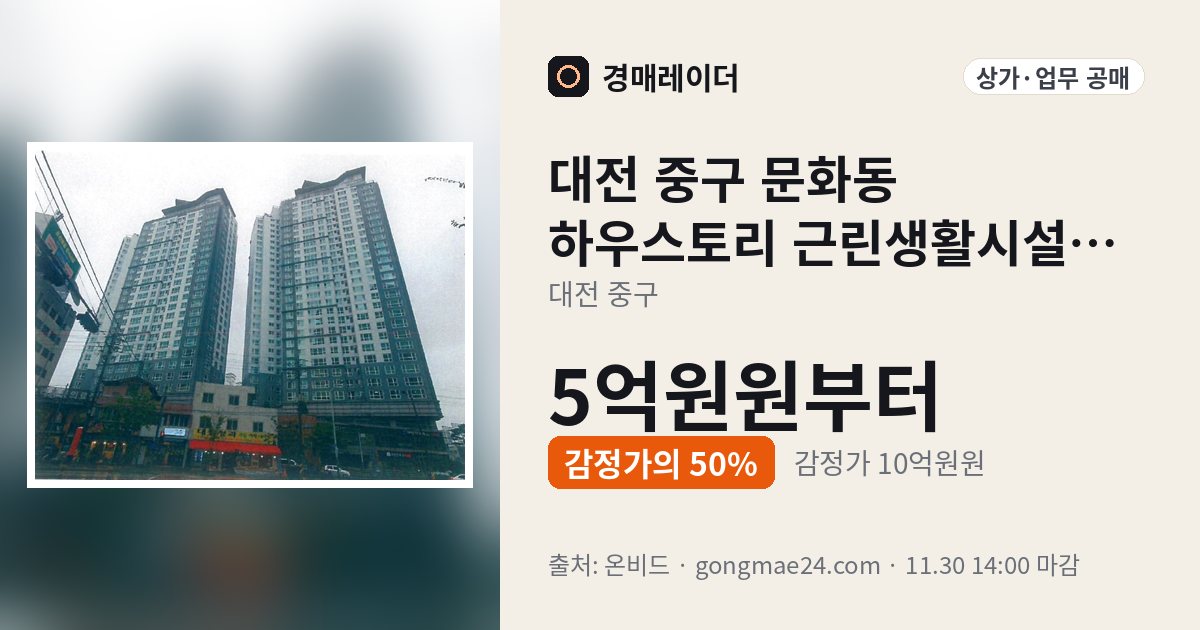 경매레이더
상가·업무 공매
대전 중구 문화동
하우스토리 근린생활시설…
대전 중구
5억원원부터
감정가의 50%
감정가 10억원원
출처: 온비드 · gongmae24.com · 11.30 14:00 마감